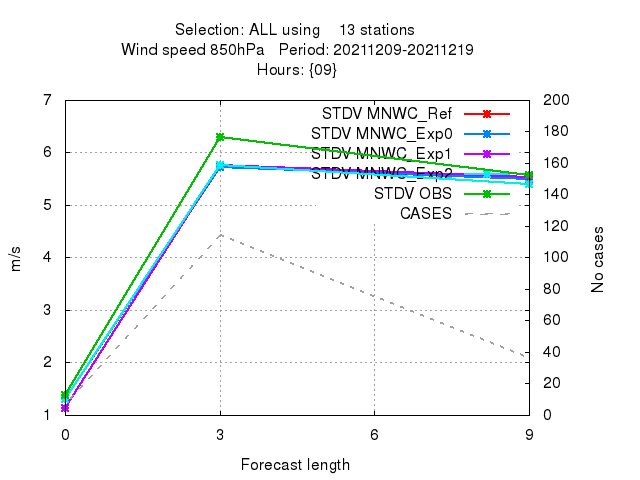 Selection: ALL using 13 stations
Wind speed 850hPa Period: 20211209-20211219
Hours: {09}
7 200
STDV MNWC_Ref
180
STDV MNWC_Exp0
6 160
STDV MNWC_Exp1
STDV MNWC_Exp2
140
STDV OBS
5 120
CASES
4 100
80
3 60
40
2 20
1 0
m/s
No cases
0 3 6 9
Forecast length